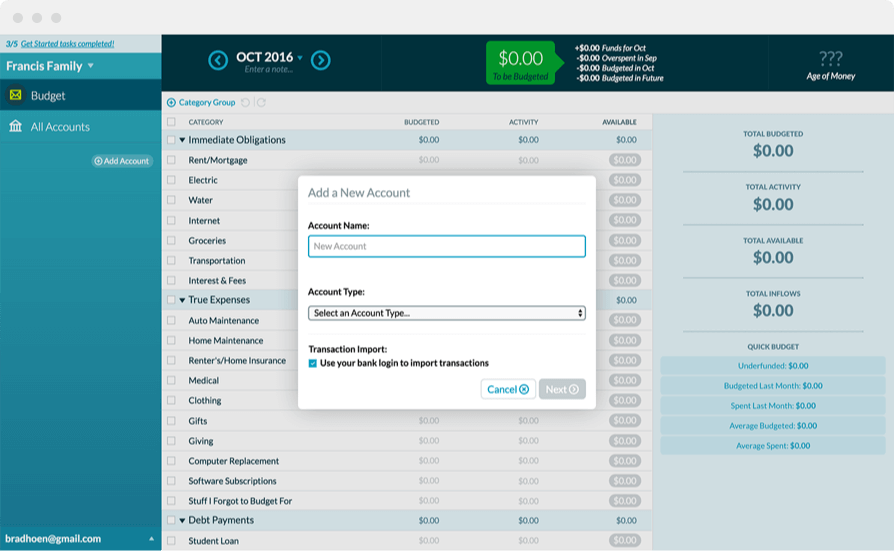 3/5 Get Started tasks completed!
Francis Family
Budget
All Accounts
Add Account
bradhoen@gmail.com
OCT 2016
Enter a note...
$0.00
To be Budgeted
+$0.00 Funds for Oct
-$0.00 Overspent in Sep
-$0.00 Budgeted in Oct
-$0.00 Budgeted in Future
???
Age of Money
Category Group
CATEGORY BUDGETED ACTIVITY AVAILABLE
Immediate Obligations $0.00 $0.00 $0.00
Rent/Mortgage $0.00 $0.00 $0.00
Electric $0.00
Water $0.00
Internet $0.00
Groceries $0.00
Transportation $0.00
Interest & Fees $0.00
True Expenses $0.00
Auto Maintenance $0.00
Home Maintenance $0.00
Renter's/Home Insurance $0.00
Medical $0.00
Clothing $0.00
Gifts $0.00 $0.00 $0.00
Giving $0.00 $0.00 $0.00
Computer Replacement $0.00 $0.00 $0.00
Software Subscriptions $0.00 $0.00 $0.00
Stuff I Forgot to Budget For $0.00 $0.00 $0.00
Debt Payments $0.00 $0.00 $0.00
Student Loan $0.00 $0.00 $0.00
Add a New Account
Account Name:
New Account
Account Type:
Select an Account Type...
Transaction Import:
Use your bank login to import transactions
Cancel Next
TOTAL BUDGETED
$0.00
TOTAL ACTIVITY
$0.00
TOTAL AVAILABLE
$0.00
TOTAL INFLOWS
$0.00
QUICK BUDGET
Underfunded: $0.00
Budgeted Last Month: $0.00
Spent Last Month: $0.00
Average Budgeted: $0.00
Average Spent: $0.00